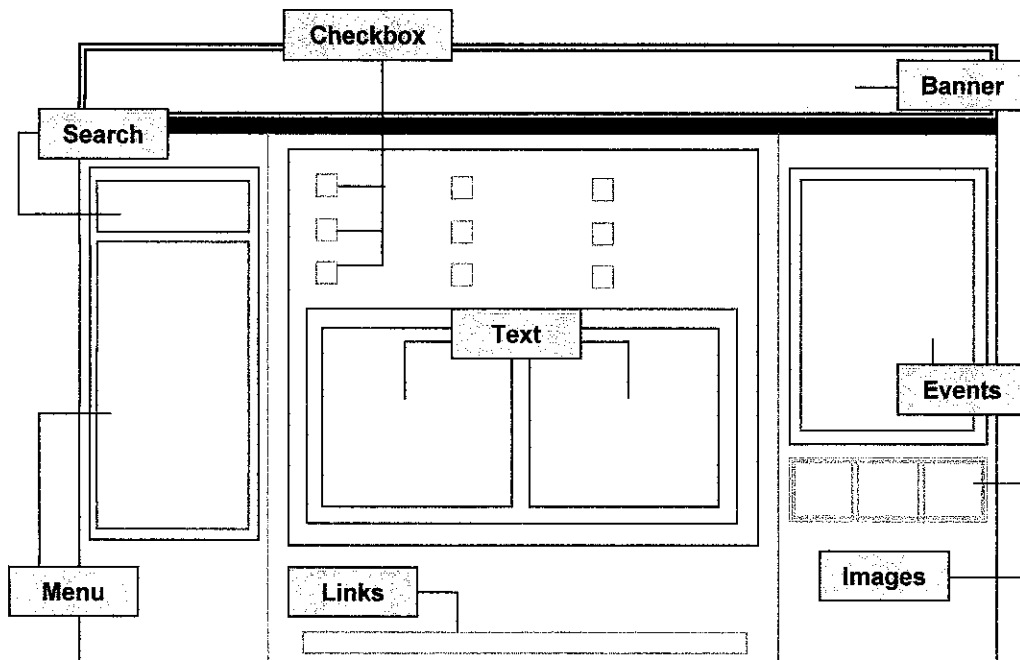 Checkbox
Banner
Search
Text
Events
Images
Menu
Links